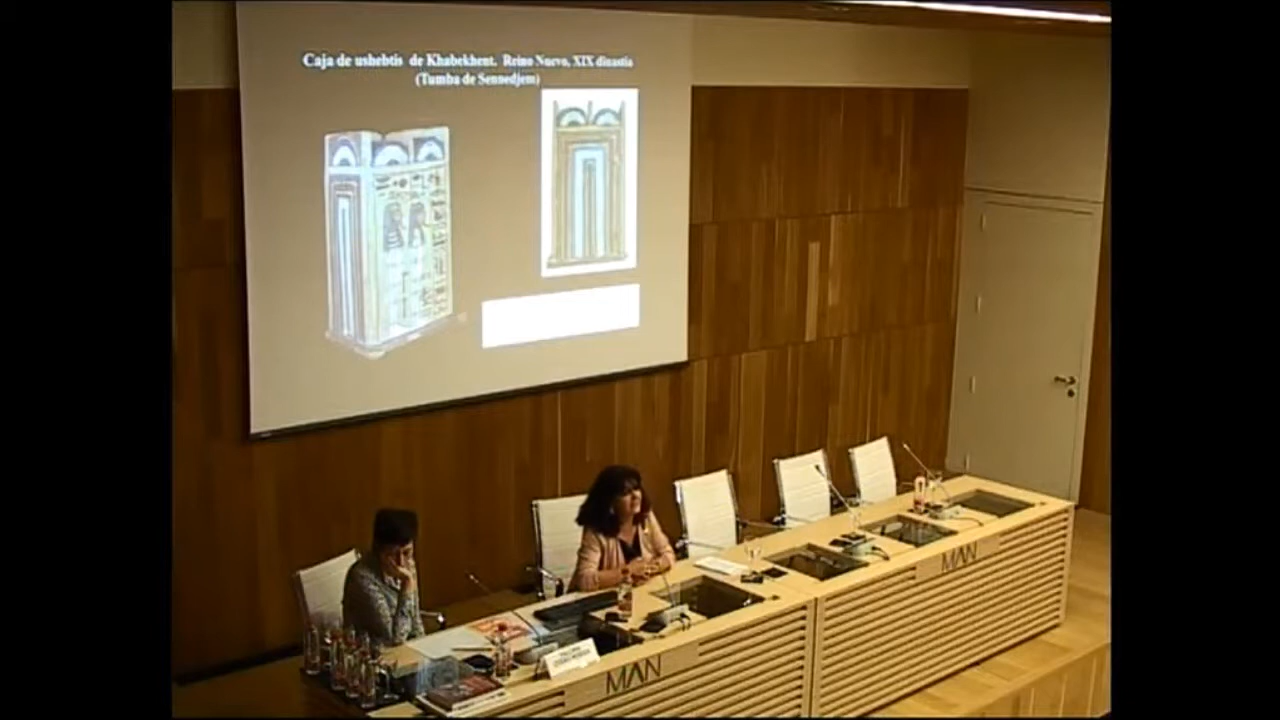 Caja de ushebtis de Khabekhent. Reino Nuevo, XIX dinastía
(Tumba de Sennedjem)
MAN
MAN